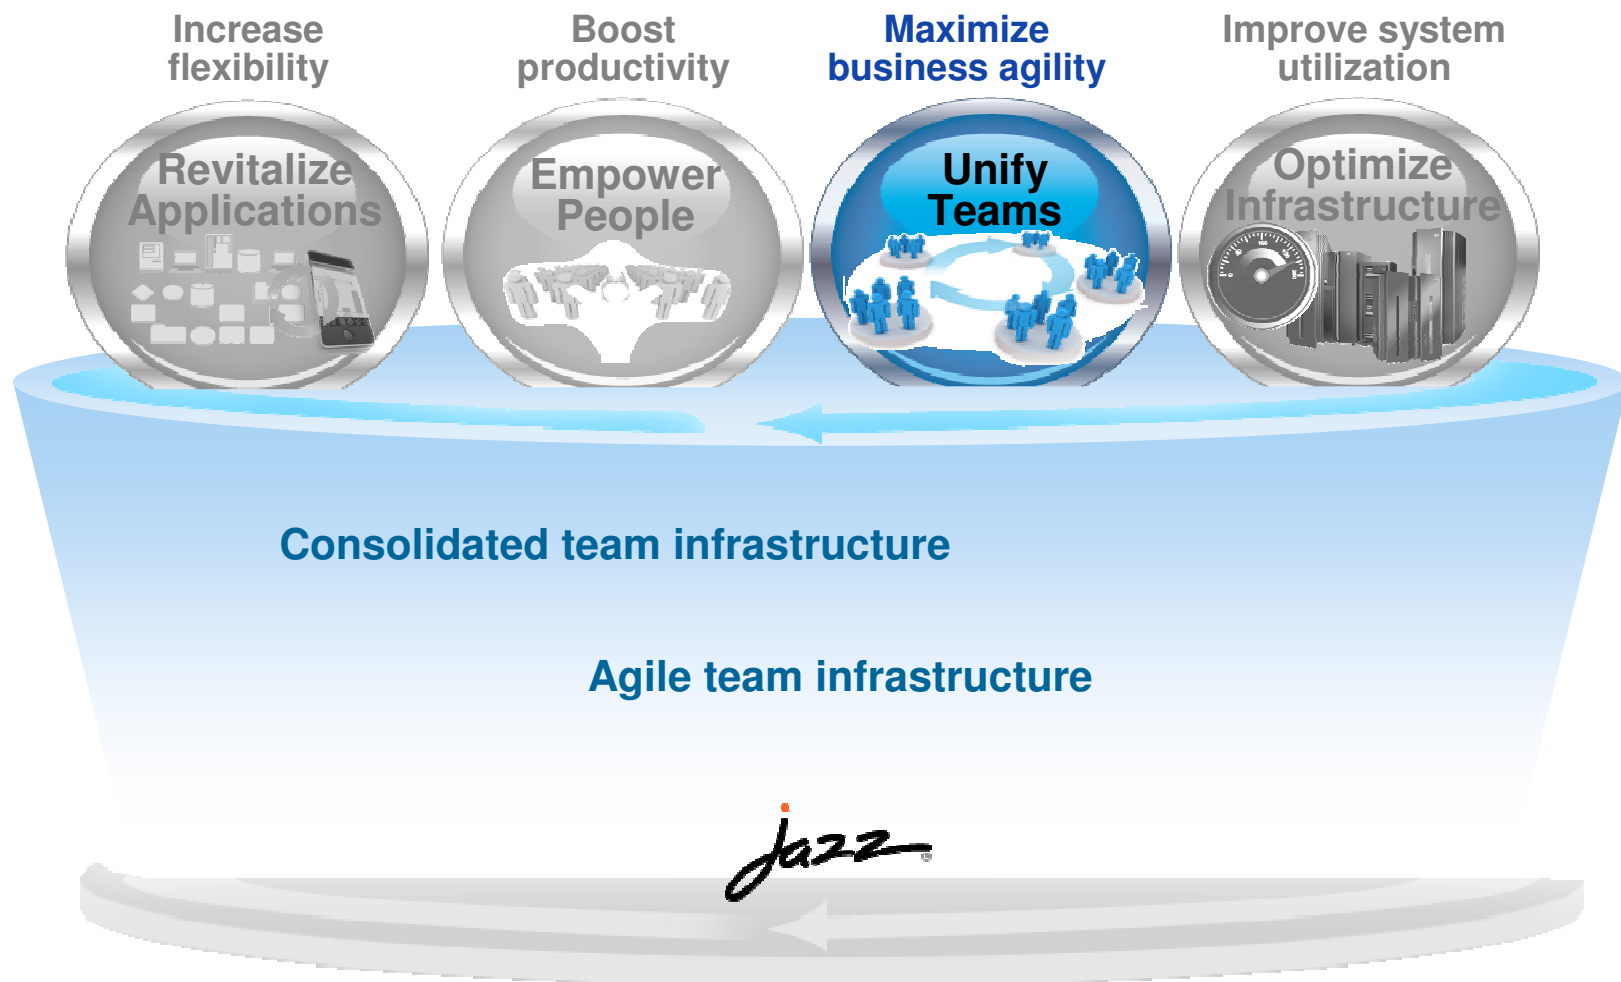 Increase
flexibility
Boost
productivity
Maximize
business agility
Improve system
utilization
Revitalize
Applications
Empower
People
Unify
Teams
Optimize
Infrastructure
Consolidated team infrastructure
Agile team infrastructure
jazz